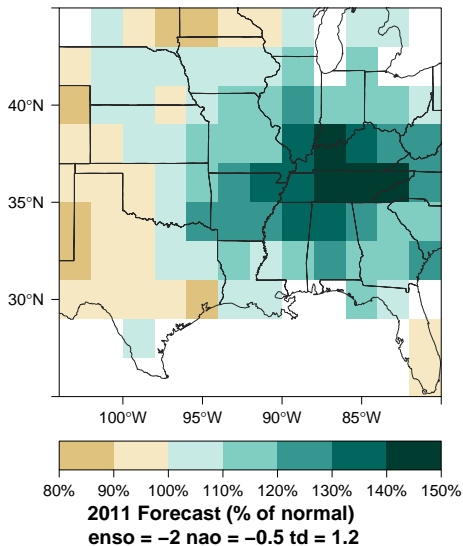 40°N
35°N
30°N
100°W 95°W 90°W 85°W
80% 90% 100% 110% 120% 130% 140% 150%
2011 Forecast (% of normal)
enso = −2 nao = −0.5 td = 1.2